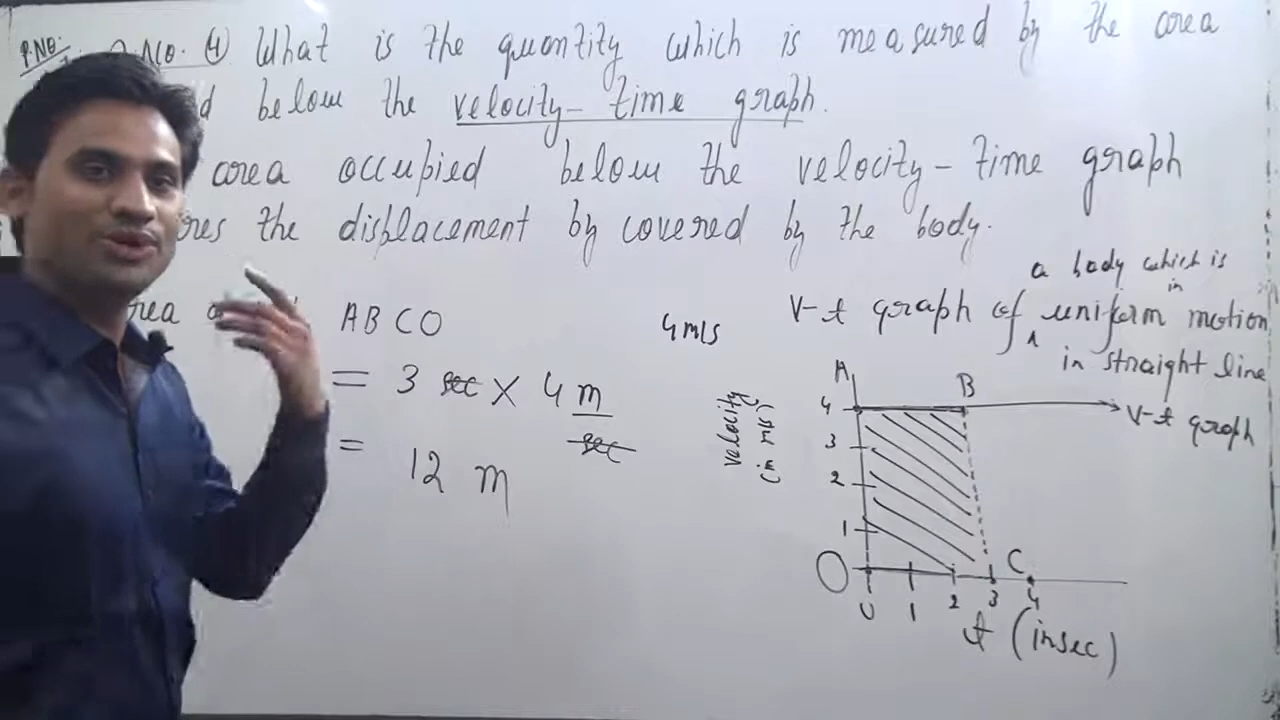 P.NO. Q.NO. (4) What is the quantity which is measured by the area
d below the velocity-time graph.
area occupied below the velocity-time graph
res the displacement by covered by the body.
a body which is
in
V-t graph of ^ uniform motion
in straight line
rea ABCO
= 3 sec X 4 m
sec
= 12 m
4 m/s
A
B
velocity
(in m/s)
4
3
2
1
V-t graph
O
C
0 1 2 3 4
t (in sec)